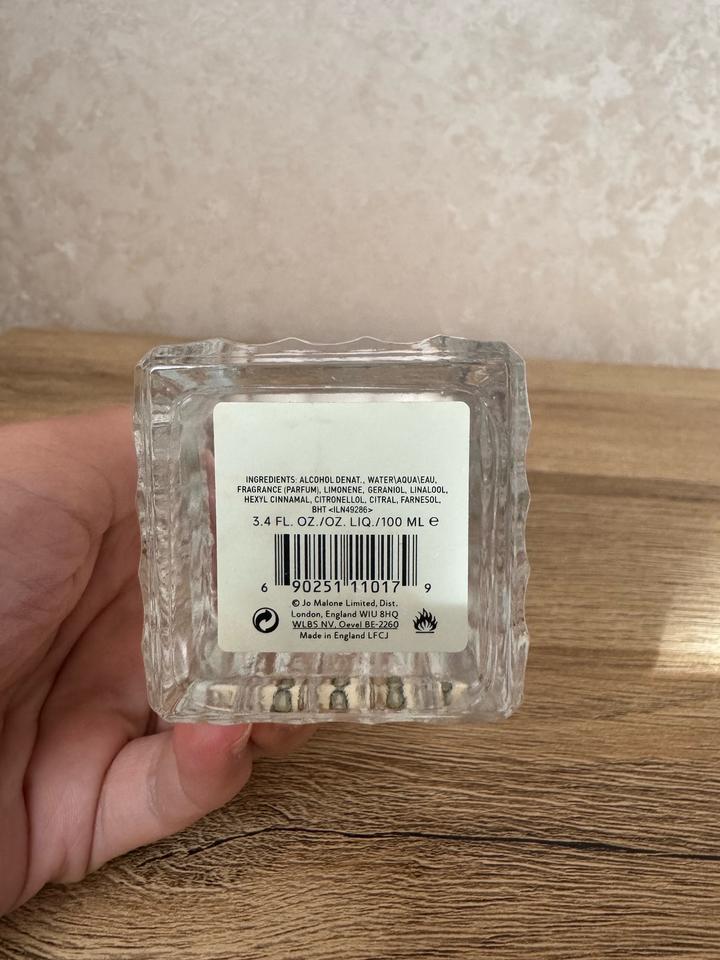 INGREDIENTS: ALCOHOL DENAT., WATER\AQUA\EAU,
FRAGRANCE (PARFUM), LIMONENE, GERANIOL, LINALOOL,
HEXYL CINNAMAL, CITRONELLOL, CITRAL, FARNESOL,
BHT <ILN49286>
3.4 FL. OZ./OZ. LIQ./100 ML ℮
6 90251 11017 9
© Jo Malone Limited, Dist.
London, England W1U 8HQ
WLBS NV, Oevel BE-2260
Made in England LFCJ